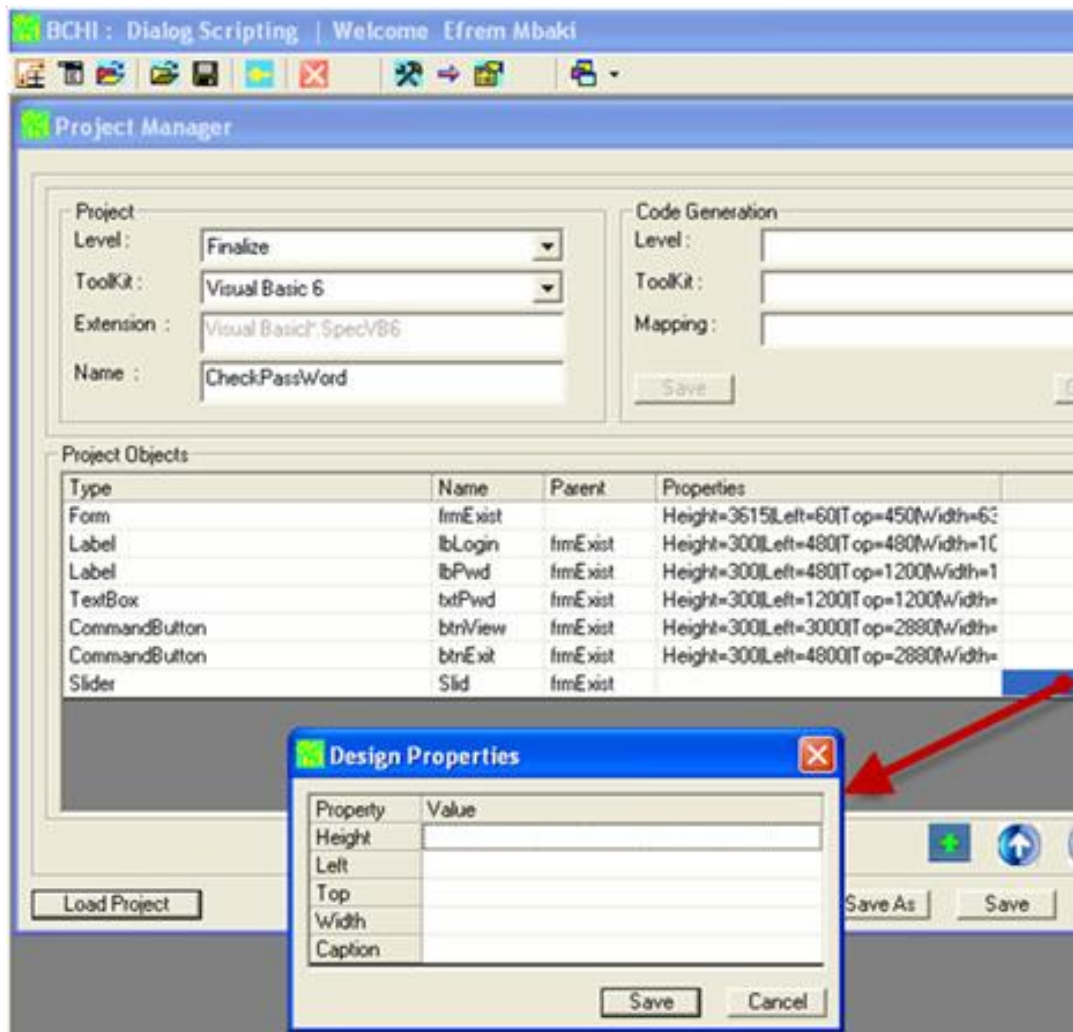 BCHI : Dialog Scripting | Welcome Efrem Mbaki
Project Manager
Project
Level :
Finalize
ToolKit :
Visual Basic 6
Extension :
Visual Basic|*.SpecVB6
Name :
CheckPassWord
Code Generation
Level :
ToolKit :
Mapping :
Save
Project Objects
Type Name Parent Properties
Form frmExist Height=3615|Left=60|Top=450|Width=63
Label lbLogin frmExist Height=300|Left=480|Top=480|Width=10
Label lbPwd frmExist Height=300|Left=480|Top=1200|Width=1
TextBox txtPwd frmExist Height=300|Left=1200|Top=1200|Width=
CommandButton btnView frmExist Height=300|Left=3000|Top=2880|Width=
CommandButton btnExit frmExist Height=300|Left=4800|Top=2880|Width=
Slider Slid frmExist
Design Properties
Property Value
Height
Left
Top
Width
Caption
Save Cancel
Load Project
Save As Save